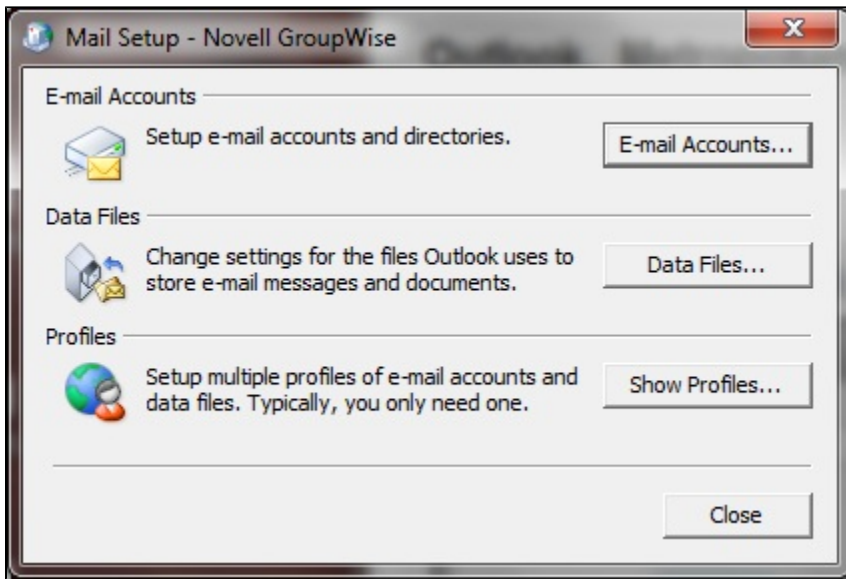 Mail Setup - Novell GroupWise
E-mail Accounts
Setup e-mail accounts and directories.
E-mail Accounts...
Data Files
Change settings for the files Outlook uses to
store e-mail messages and documents.
Data Files...
Profiles
Setup multiple profiles of e-mail accounts and
data files. Typically, you only need one.
Show Profiles...
Close